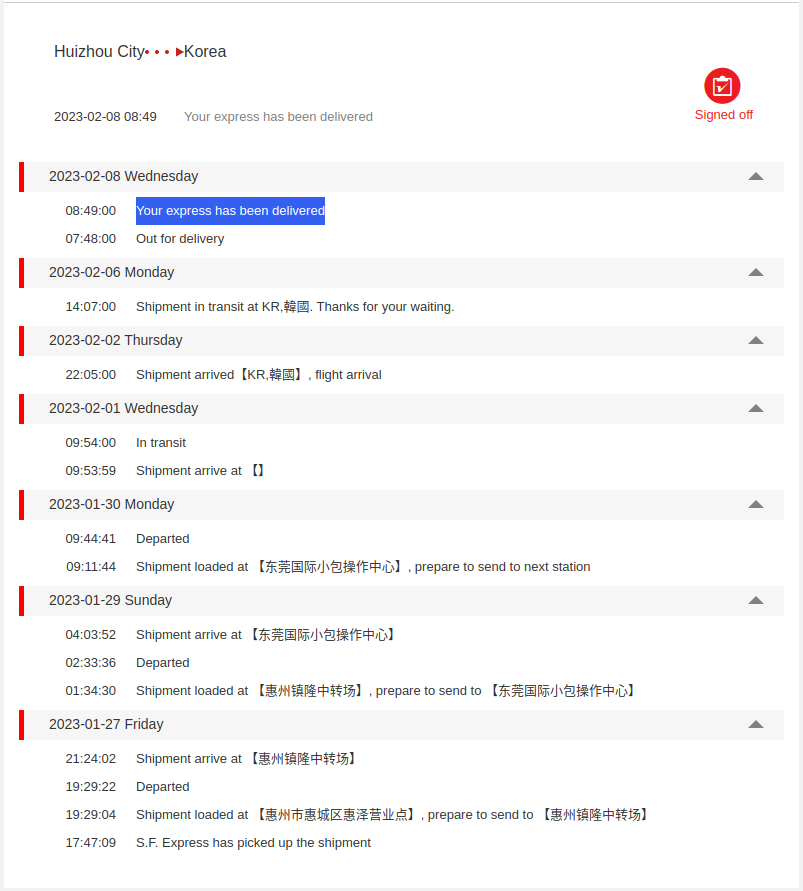 Huizhou City Korea
Signed off
2023-02-08 08:49 Your express has been delivered
2023-02-08 Wednesday
08:49:00 Your express has been delivered
07:48:00 Out for delivery
2023-02-06 Monday
14:07:00 Shipment in transit at KR,韓國. Thanks for your waiting.
2023-02-02 Thursday
22:05:00 Shipment arrived【KR,韓國】, flight arrival
2023-02-01 Wednesday
09:54:00 In transit
09:53:59 Shipment arrive at 【】
2023-01-30 Monday
09:44:41 Departed
09:11:44 Shipment loaded at 【东莞国际小包操作中心】, prepare to send to next station
2023-01-29 Sunday
04:03:52 Shipment arrive at 【东莞国际小包操作中心】
02:33:36 Departed
01:34:30 Shipment loaded at 【惠州镇隆中转场】, prepare to send to 【东莞国际小包操作中心】
2023-01-27 Friday
21:24:02 Shipment arrive at 【惠州镇隆中转场】
19:29:22 Departed
19:29:04 Shipment loaded at 【惠州市惠城区惠泽营业点】, prepare to send to 【惠州镇隆中转场】
17:47:09 S.F. Express has picked up the shipment